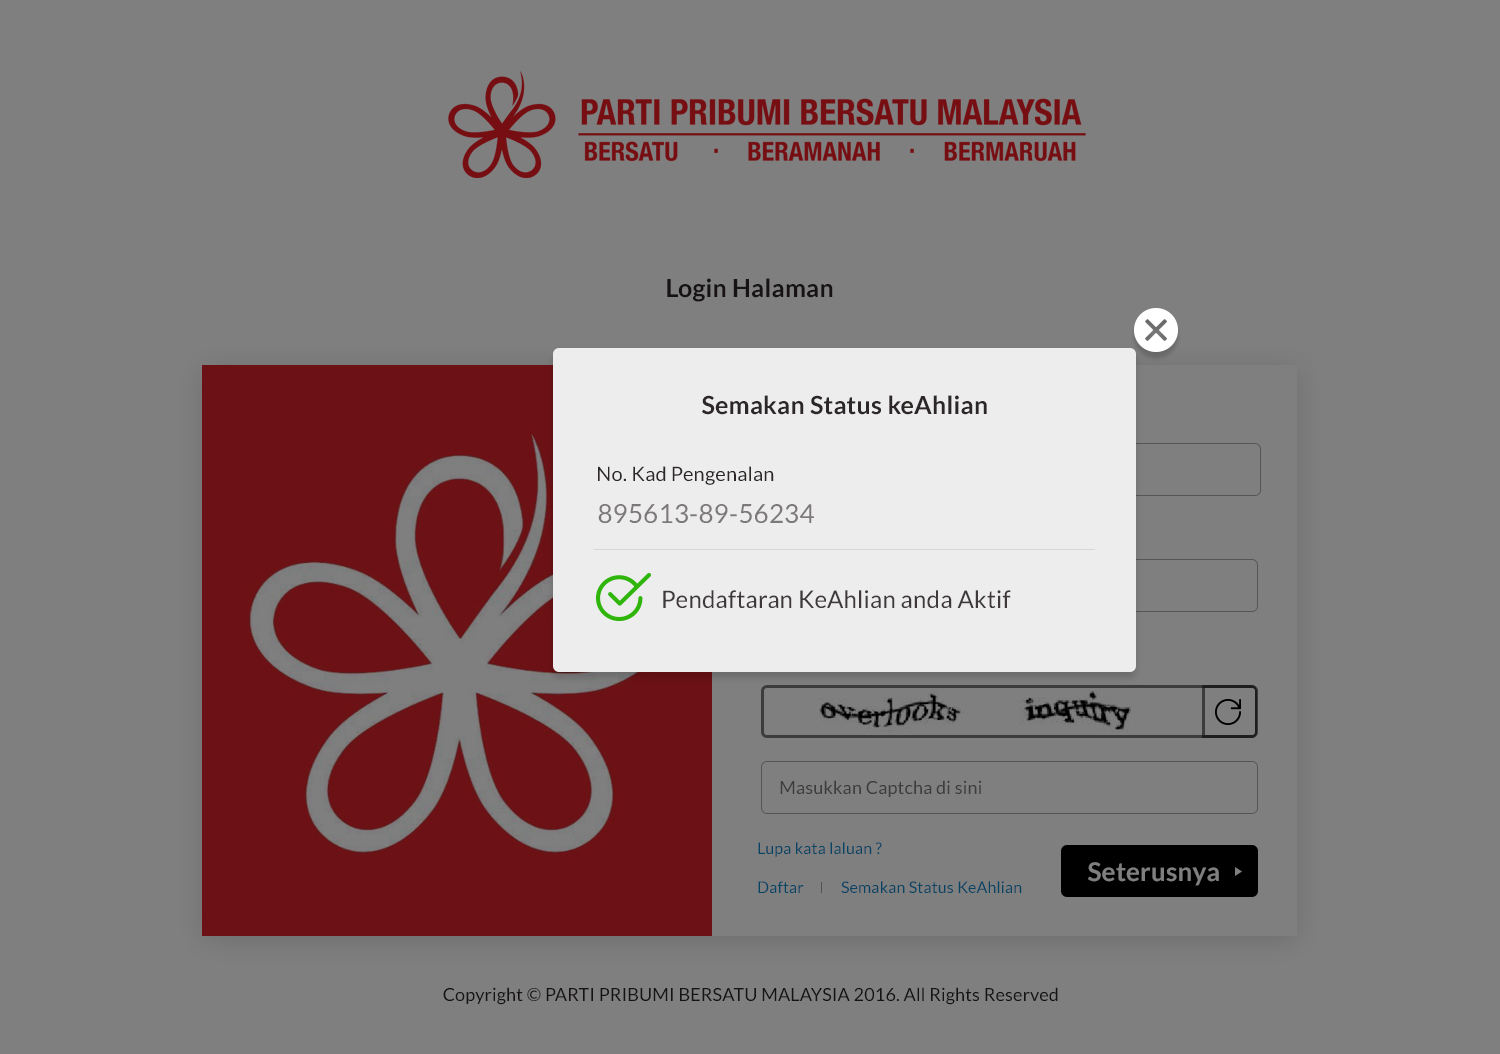 PARTI PRIBUMI BERSATU MALAYSIA
BERSATU · BERAMANAH · BERMARUAH
Login Halaman
Semakan Status keAhlian
No. Kad Pengenalan
895613-89-56234
Pendaftaran KeAhlian anda Aktif
overlooks inquiry
Masukkan Captcha di sini
Lupa kata laluan ?
Daftar | Semakan Status KeAhlian
Seterusnya
Copyright © PARTI PRIBUMI BERSATU MALAYSIA 2016. All Rights Reserved